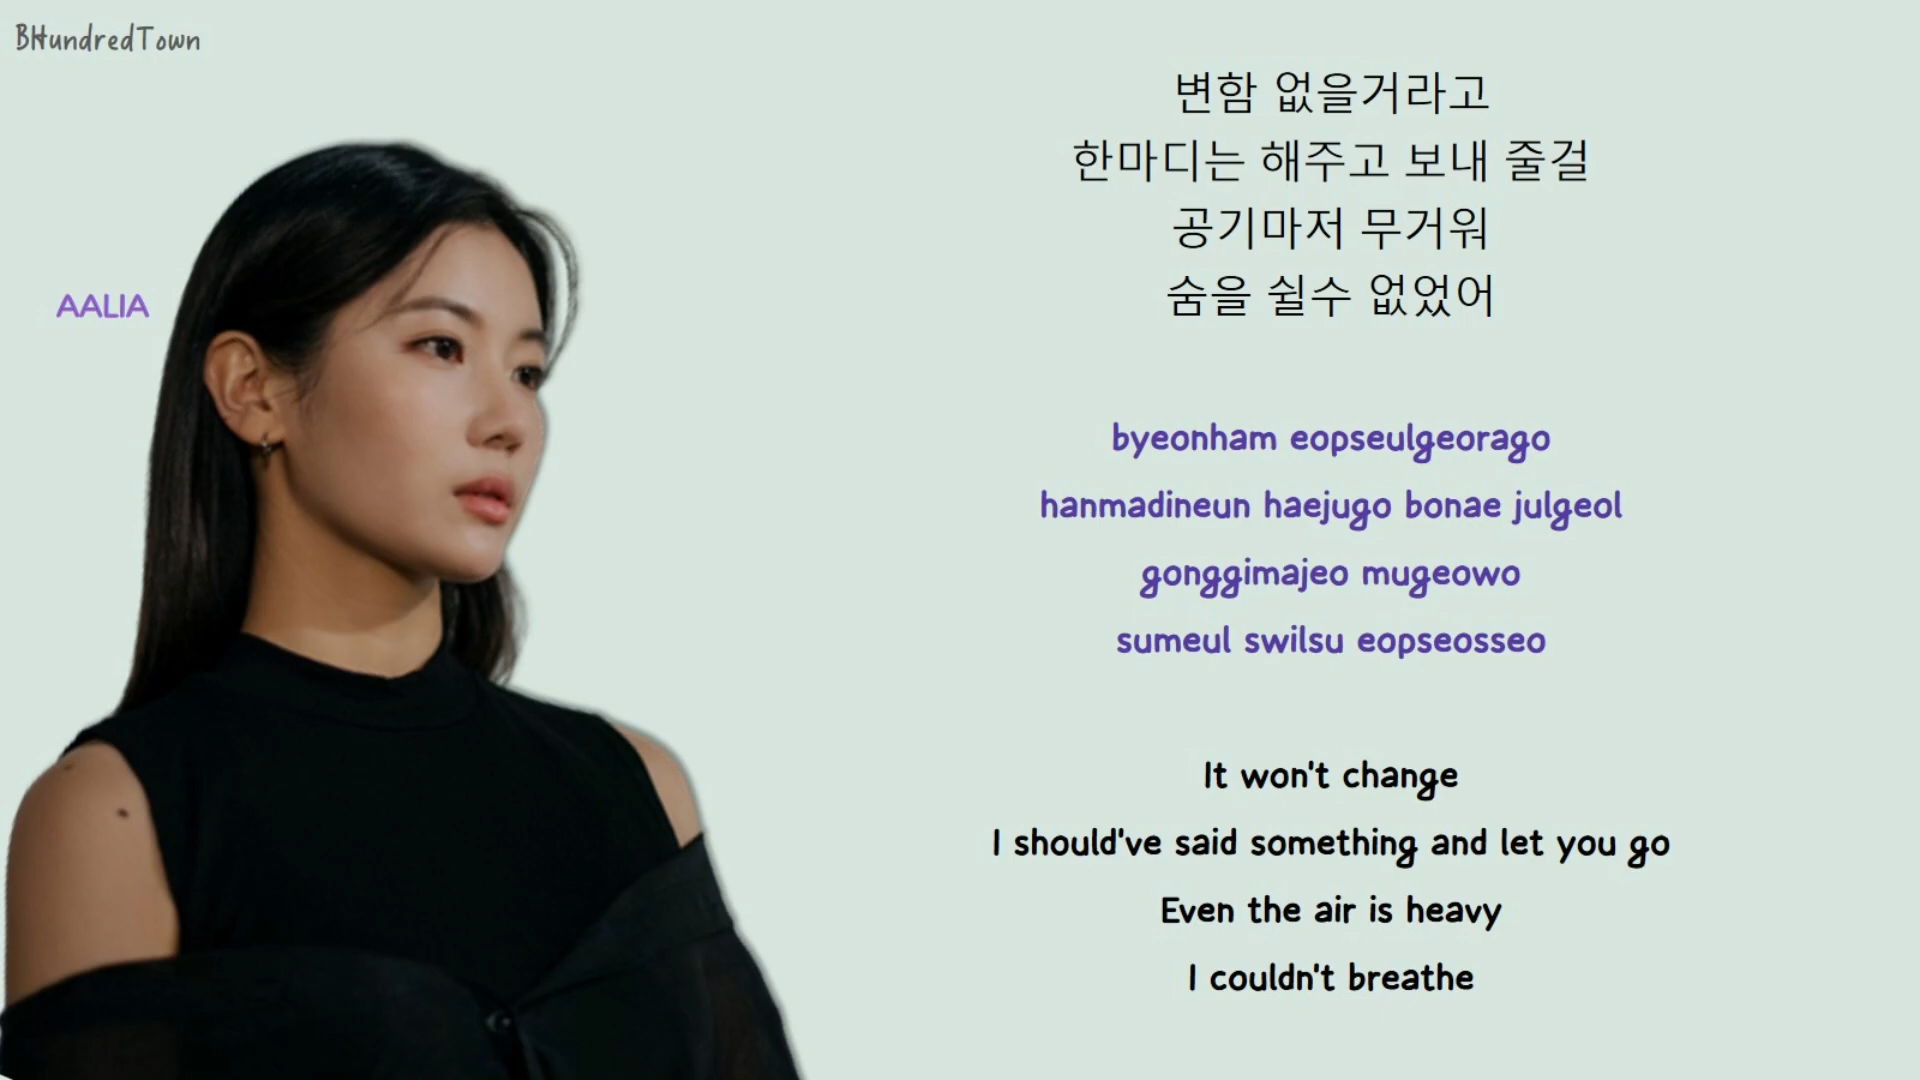 BHundredTown
AALIA
변함 없을거라고
한마디는 해주고 보내 줄걸
공기마저 무거워
숨을 쉴수 없었어
byeonham eopseulgeorago
hanmadineun haejugo bonae julgeol
gonggimajeo mugeowo
sumeul swilsu eopseosseo
It won't change
I should've said something and let you go
Even the air is heavy
I couldn't breathe